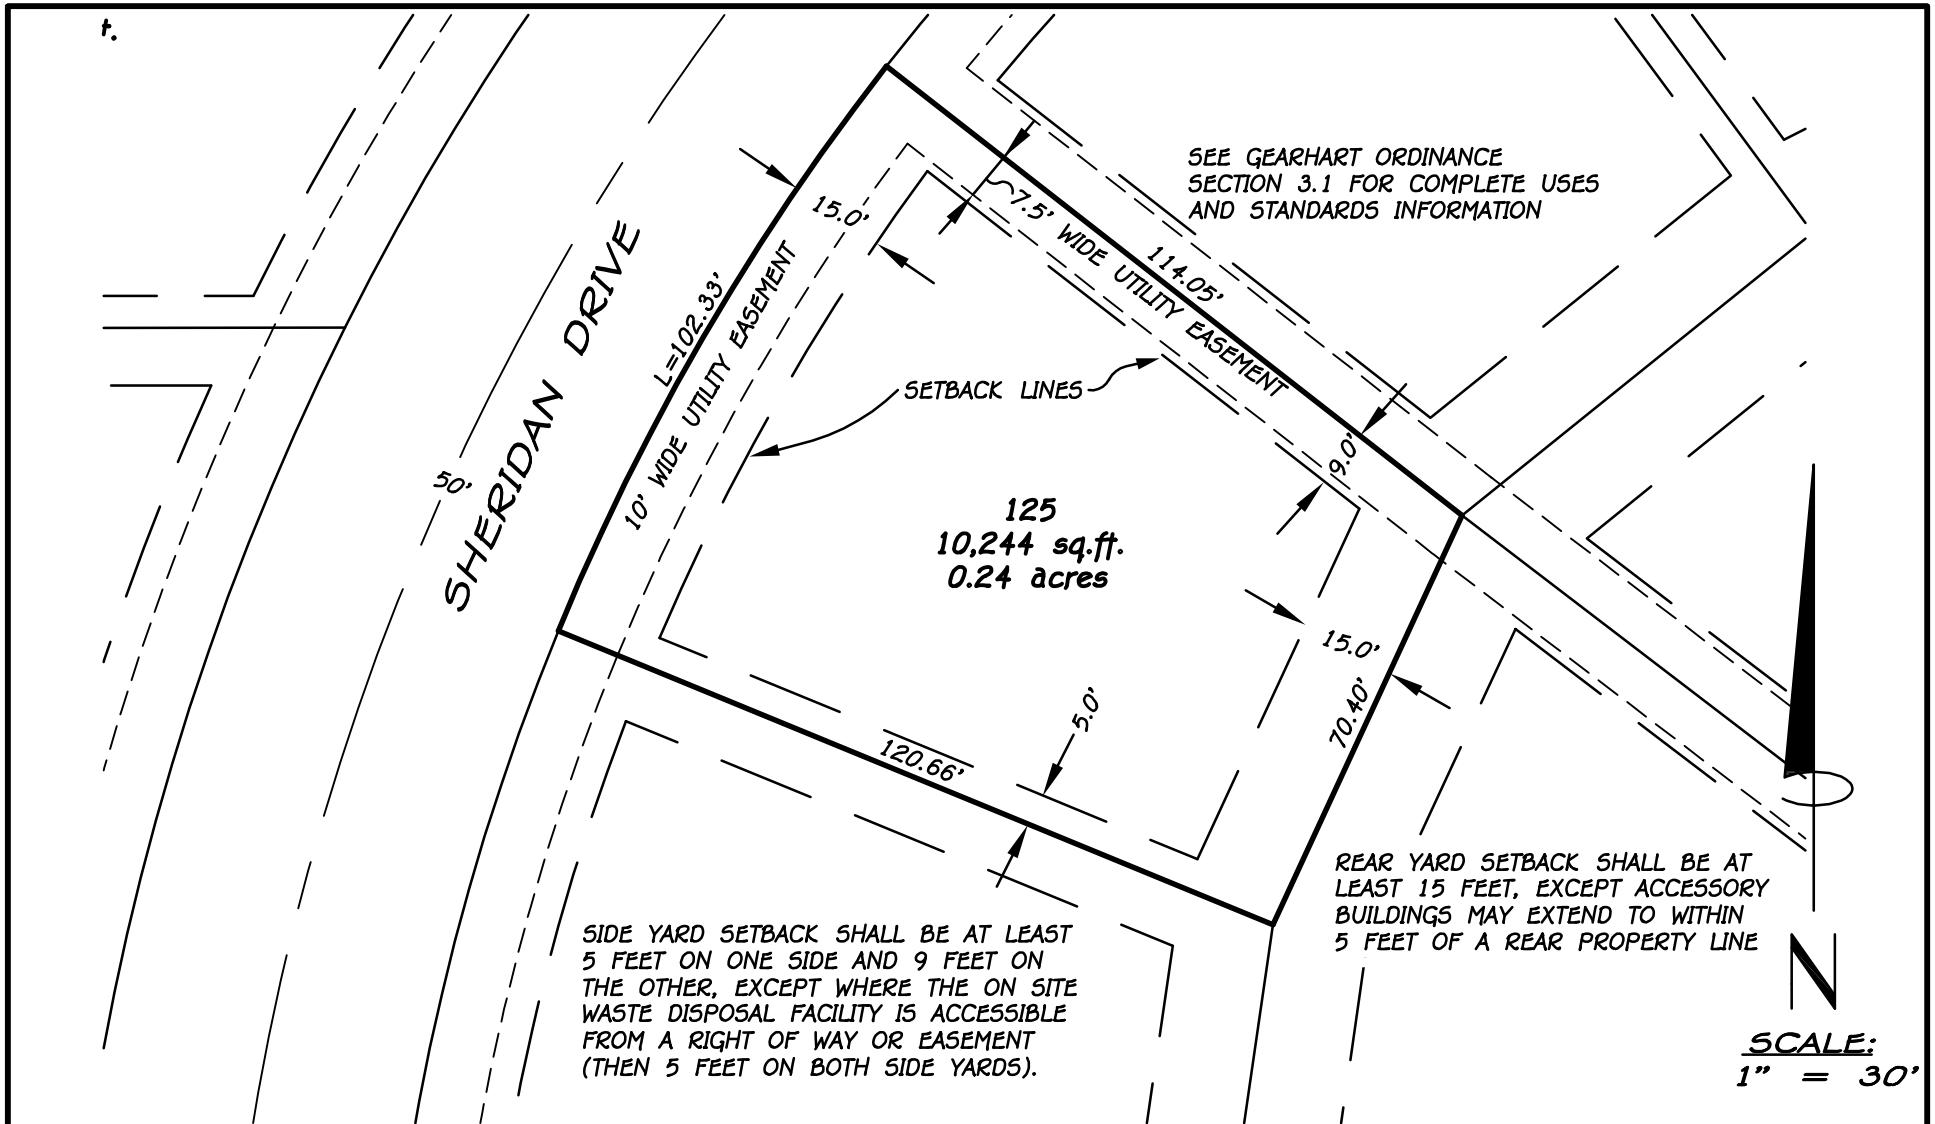 t.
SEE GEARHART ORDINANCE
SECTION 3.1 FOR COMPLETE USES
AND STANDARDS INFORMATION
15.0'
7.5' WIDE UTILITY EASEMENT
114.05'
L=102.33'
10' WIDE UTILITY EASEMENT
SHERIDAN DRIVE
50'
SETBACK LINES
9.0'
125
10,244 sq.ft.
0.24 acres
15.0'
70.40'
5.0'
120.66'
REAR YARD SETBACK SHALL BE AT
LEAST 15 FEET, EXCEPT ACCESSORY
BUILDINGS MAY EXTEND TO WITHIN
5 FEET OF A REAR PROPERTY LINE
SIDE YARD SETBACK SHALL BE AT LEAST
5 FEET ON ONE SIDE AND 9 FEET ON
THE OTHER, EXCEPT WHERE THE ON SITE
WASTE DISPOSAL FACILITY IS ACCESSIBLE
FROM A RIGHT OF WAY OR EASEMENT
(THEN 5 FEET ON BOTH SIDE YARDS).
N
SCALE:
1" = 30'